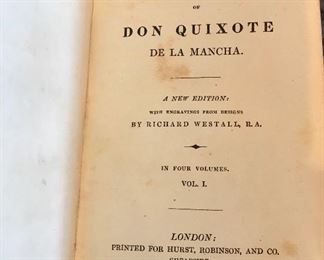 OF
DON QUIXOTE
DE LA MANCHA.
A NEW EDITION:
WITH ENGRAVINGS FROM DESIGNS
BY RICHARD WESTALL, R.A.
IN FOUR VOLUMES.
VOL. I.
LONDON:
PRINTED FOR HURST, ROBINSON, AND CO.